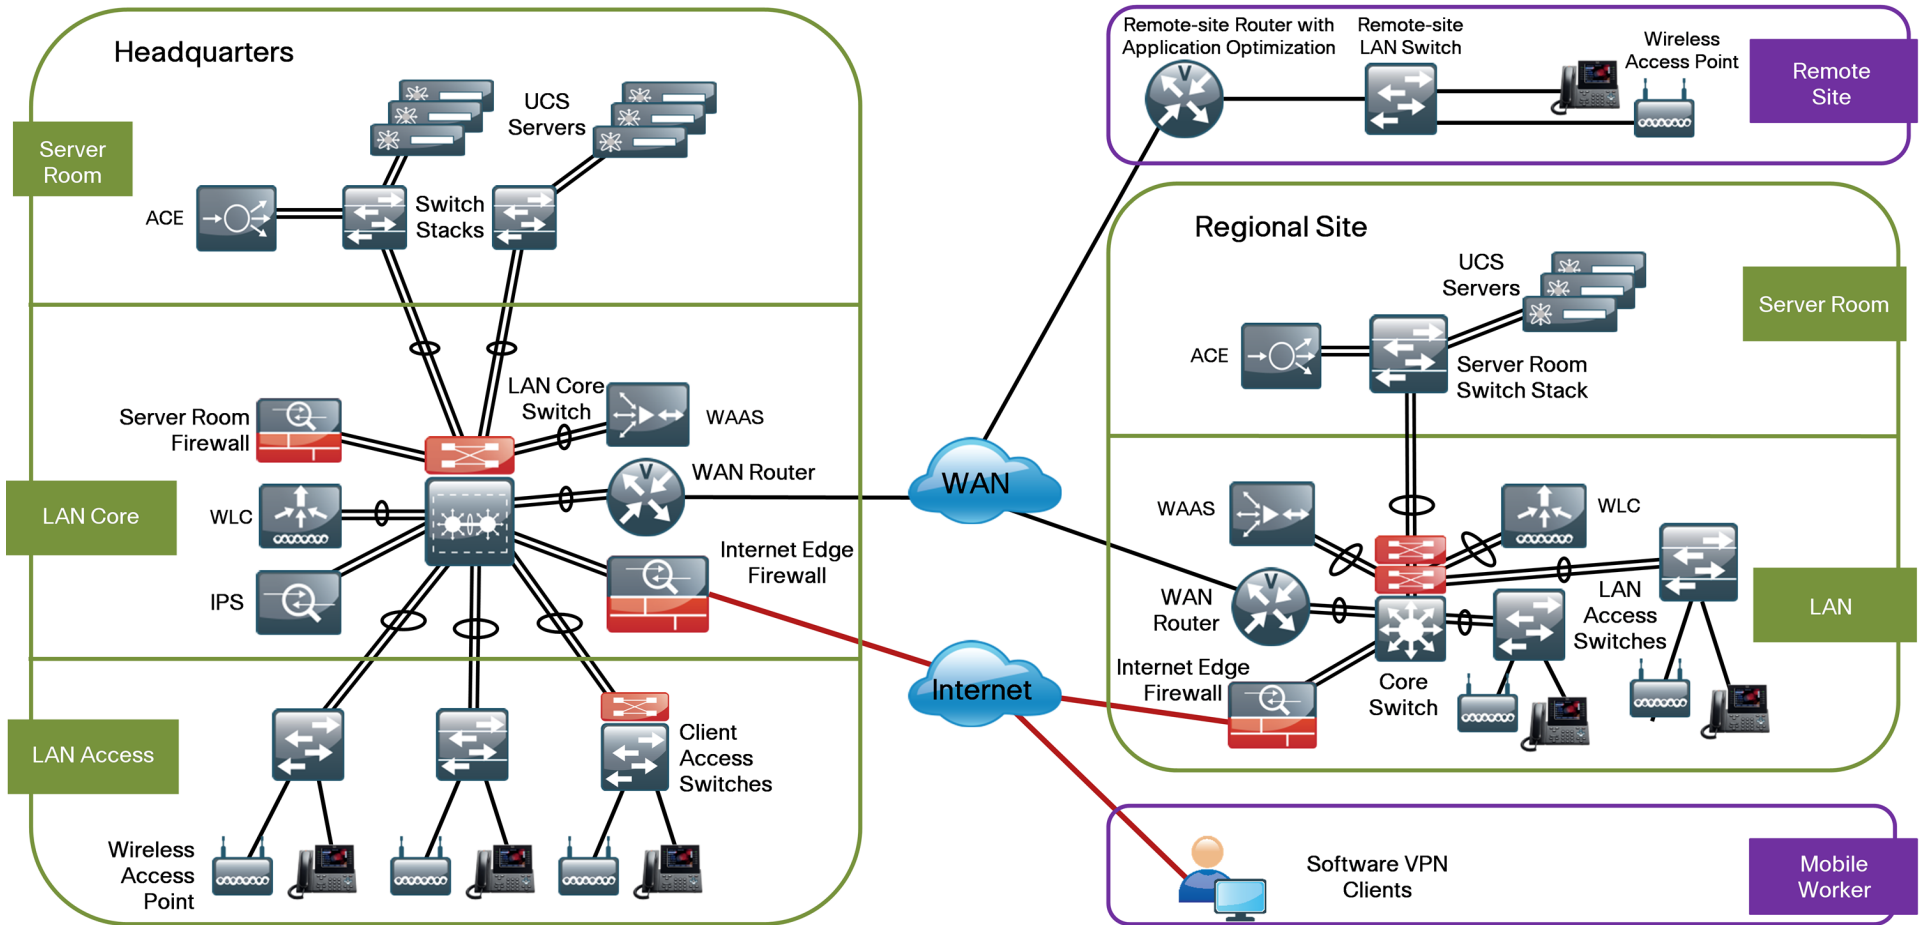 Headquarters
Server
Room
UCS
Servers
ACE
Switch
Stacks
LAN Core
Switch
Server Room
Firewall
WAAS
WAN Router
LAN Core
WLC
Internet Edge
Firewall
IPS
LAN Access
Client
Access
Switches
Wireless
Access
Point
V
WAN
Internet
Remote-site Router with
Application Optimization
Remote-site
LAN Switch
Wireless
Access Point
V
Remote
Site
Regional Site
UCS
Servers
Server Room
ACE
Server Room
Switch Stack
WAAS
WLC
V
WAN
Router
LAN
Access
Switches
LAN
Internet Edge
Firewall
Core
Switch
Software VPN
Clients
Mobile
Worker